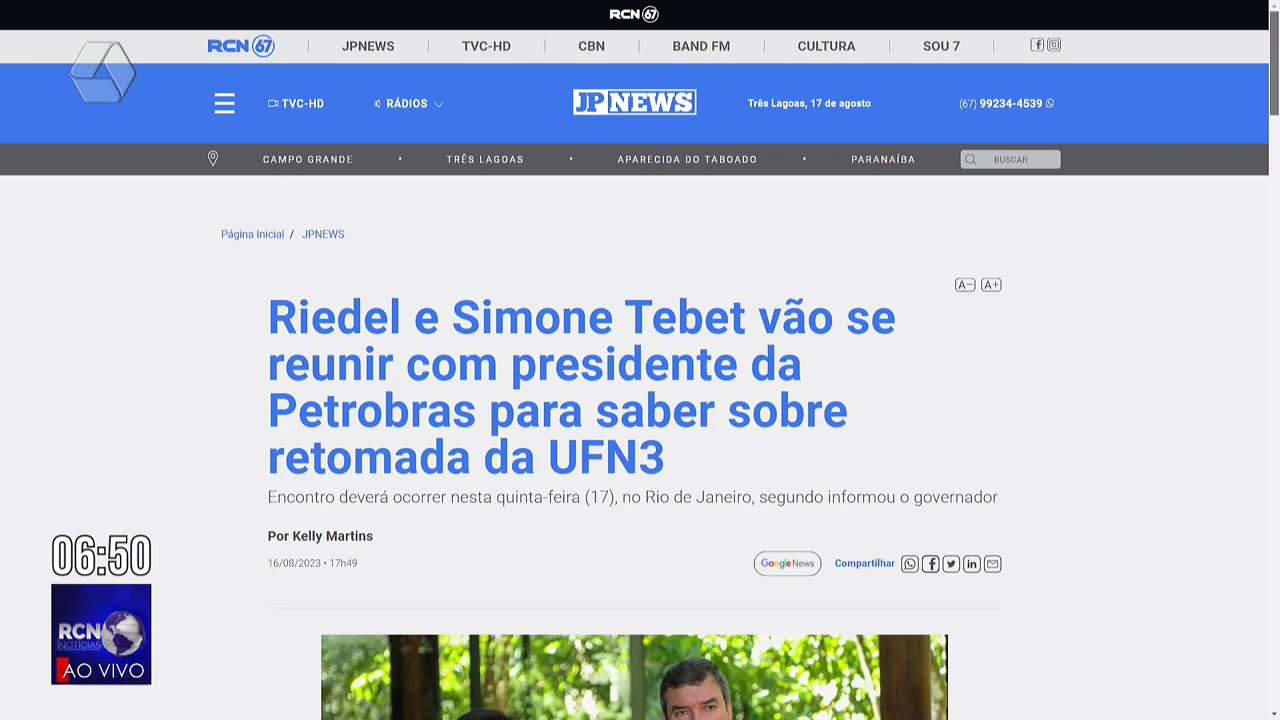 RCN 67
RCN 67 JPNEWS TVC-HD CBN BAND FM CULTURA SOU 7
TVC-HD RÁDIOS JPNEWS Três Lagoas, 17 de agosto (67) 99234-4539
CAMPO GRANDE • TRÊS LAGOAS • APARECIDA DO TABOADO • PARANAÍBA BUSCAR
Página Inicial / JPNEWS
A− A+
Riedel e Simone Tebet vão se
reunir com presidente da
Petrobras para saber sobre
retomada da UFN3
Encontro deverá ocorrer nesta quinta-feira (17), no Rio de Janeiro, segundo informou o governador
Por Kelly Martins
16/08/2023 • 17h49
Google News Compartilhar
06:50
RCN
NOTÍCIAS
AO VIVO